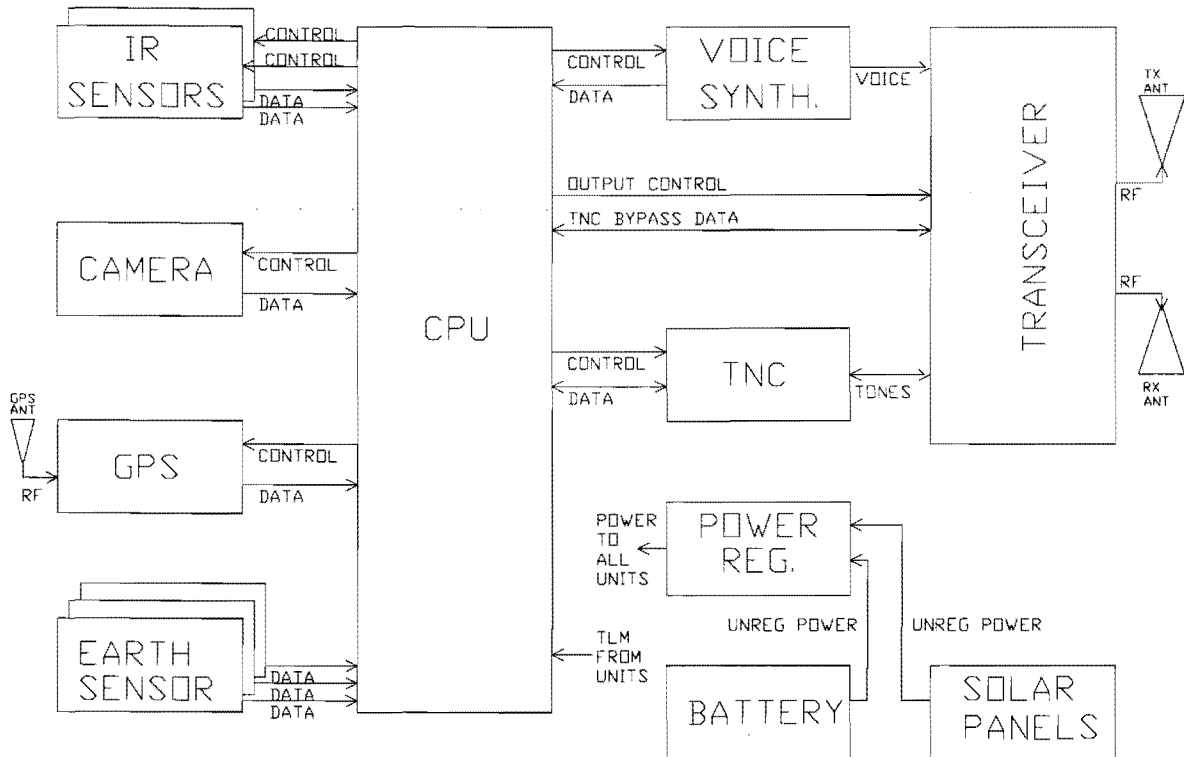 IR
SENSORS
CONTROL
CONTROL
DATA
DATA
CAMERA
CONTROL
DATA
GPS
ANT
RF
GPS
CONTROL
DATA
EARTH
SENSOR
DATA
DATA
DATA
CPU
CONTROL
DATA
VOICE
SYNTH.
VOICE
OUTPUT CONTROL
TNC BYPASS DATA
CONTROL
DATA
TNC
TONES
TRANSCEIVER
TX
ANT
RF
RF
RX
ANT
POWER
TO
ALL
UNITS
POWER
REG.
UNREG POWER
UNREG POWER
TLM
FROM
UNITS
BATTERY
SOLAR
PANELS